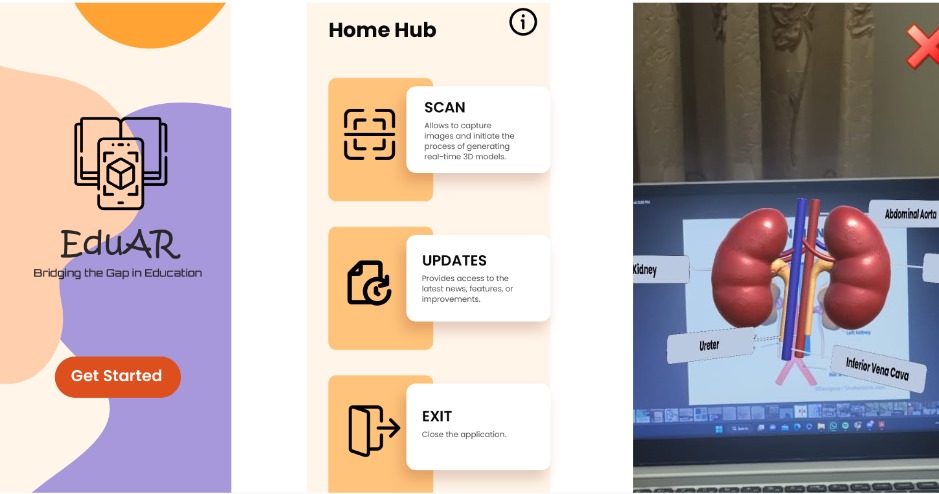 EduAR
Bridging the Gap in Education
Get Started
Home Hub
SCAN
Allows to capture
images and initiate the
process of generating
real-time 3D models.
UPDATES
Provides access to the
latest news, features, or
improvements.
EXIT
Close the application.
Abdominal Aorta
Kidney
Ureter
Inferior Vena Cava
Left kidney